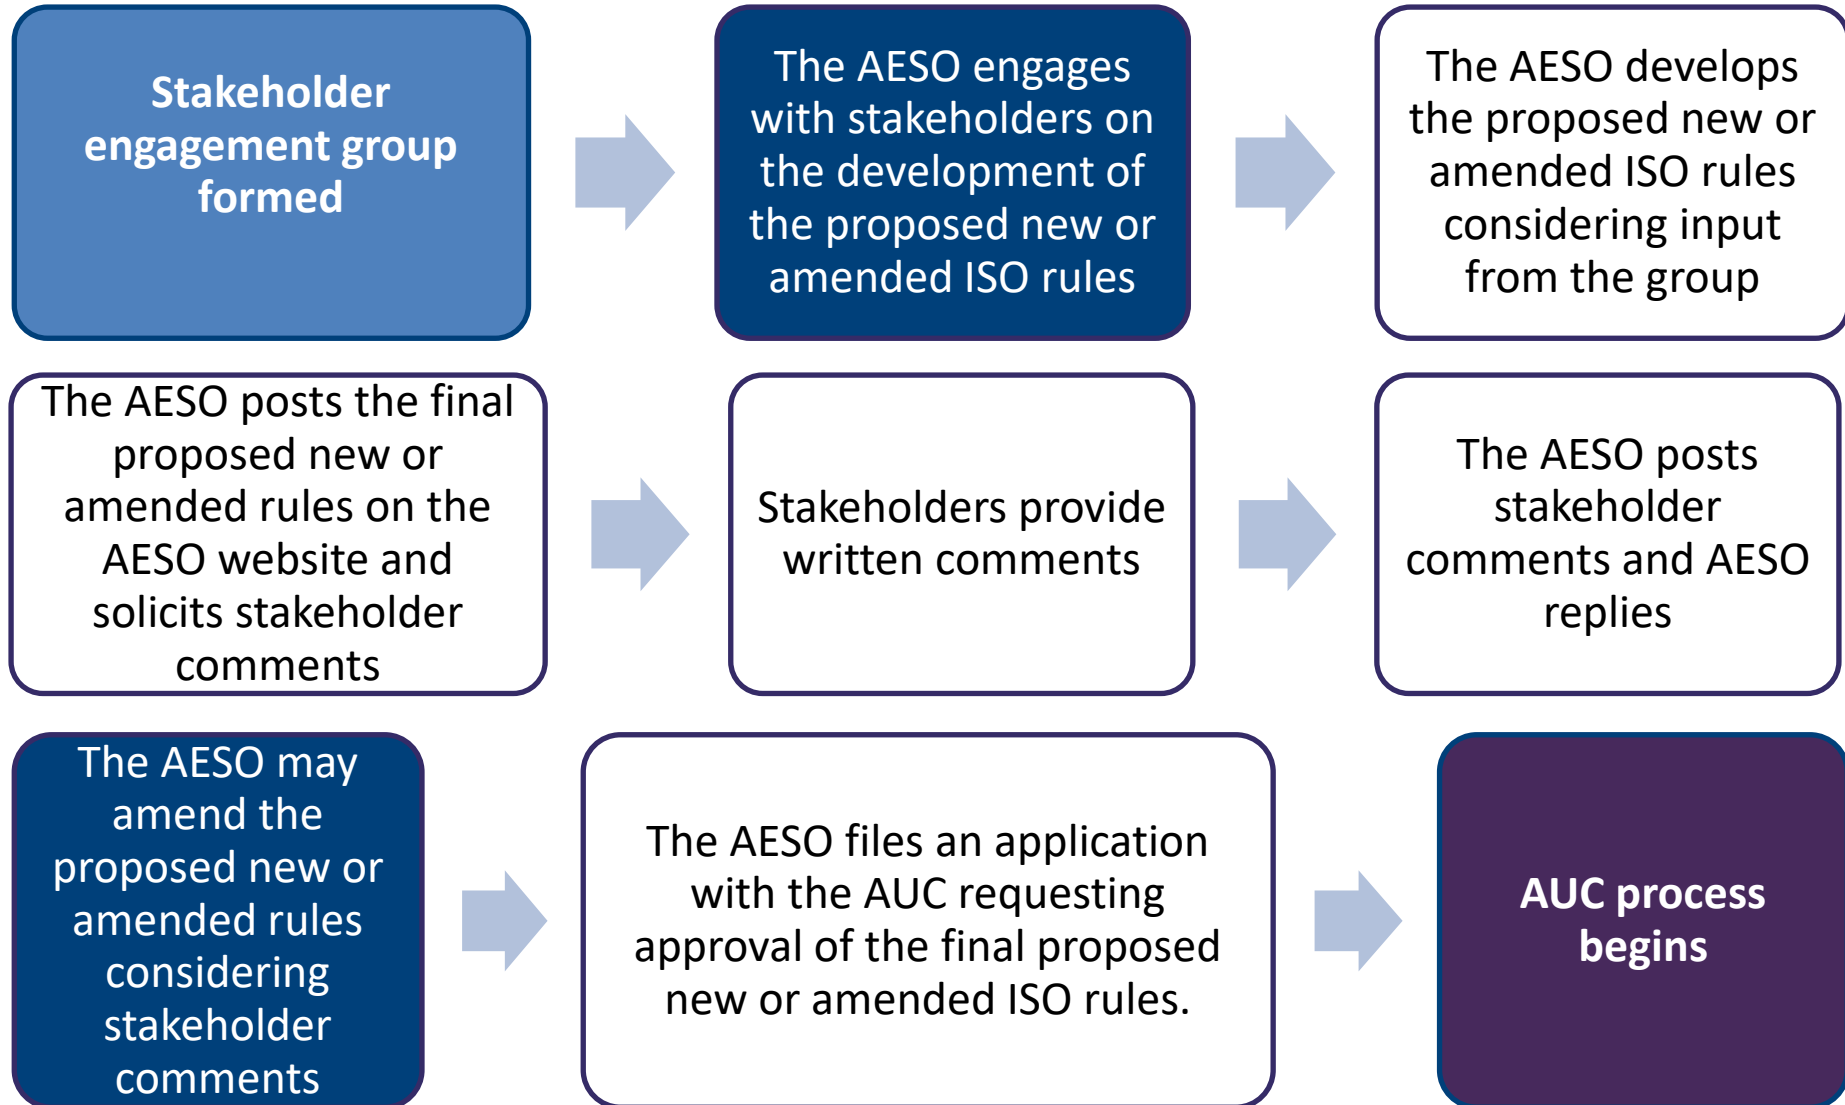 Stakeholder
engagement group
formed
The AESO engages
with stakeholders on
the development of
the proposed new or
amended ISO rules
The AESO develops
the proposed new or
amended ISO rules
considering input
from the group
The AESO posts the final
proposed new or
amended rules on the
AESO website and
solicits stakeholder
comments
Stakeholders provide
written comments
The AESO posts
stakeholder
comments and AESO
replies
The AESO may
amend the
proposed new or
amended rules
considering
stakeholder
comments
The AESO files an application
with the AUC requesting
approval of the final proposed
new or amended ISO rules.
AUC process
begins